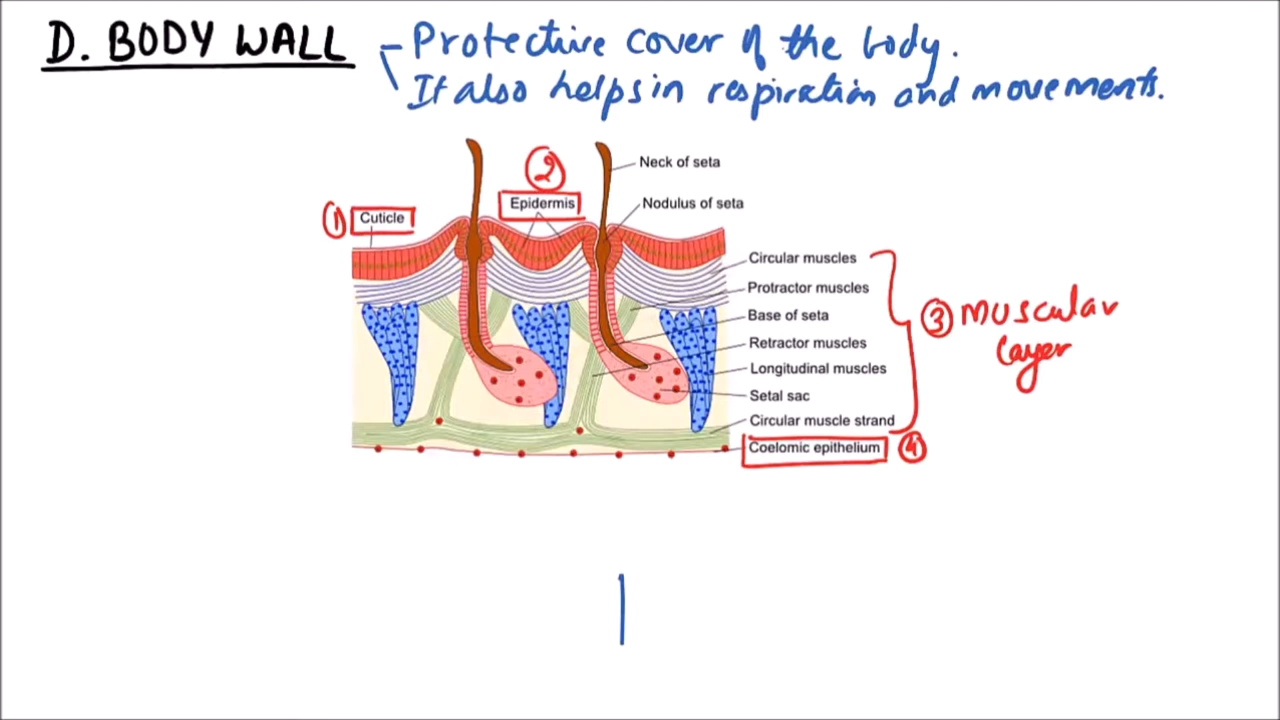 D. BODY WALL
- Protective cover of the body.
It also helps in respiration and movements.
②
Neck of seta
① Cuticle
Epidermis
Nodulus of seta
Circular muscles
Protractor muscles
Base of seta
③ Muscular
layer
Retractor muscles
Longitudinal muscles
Setal sac
Circular muscle strand
Coelomic epithelium ④